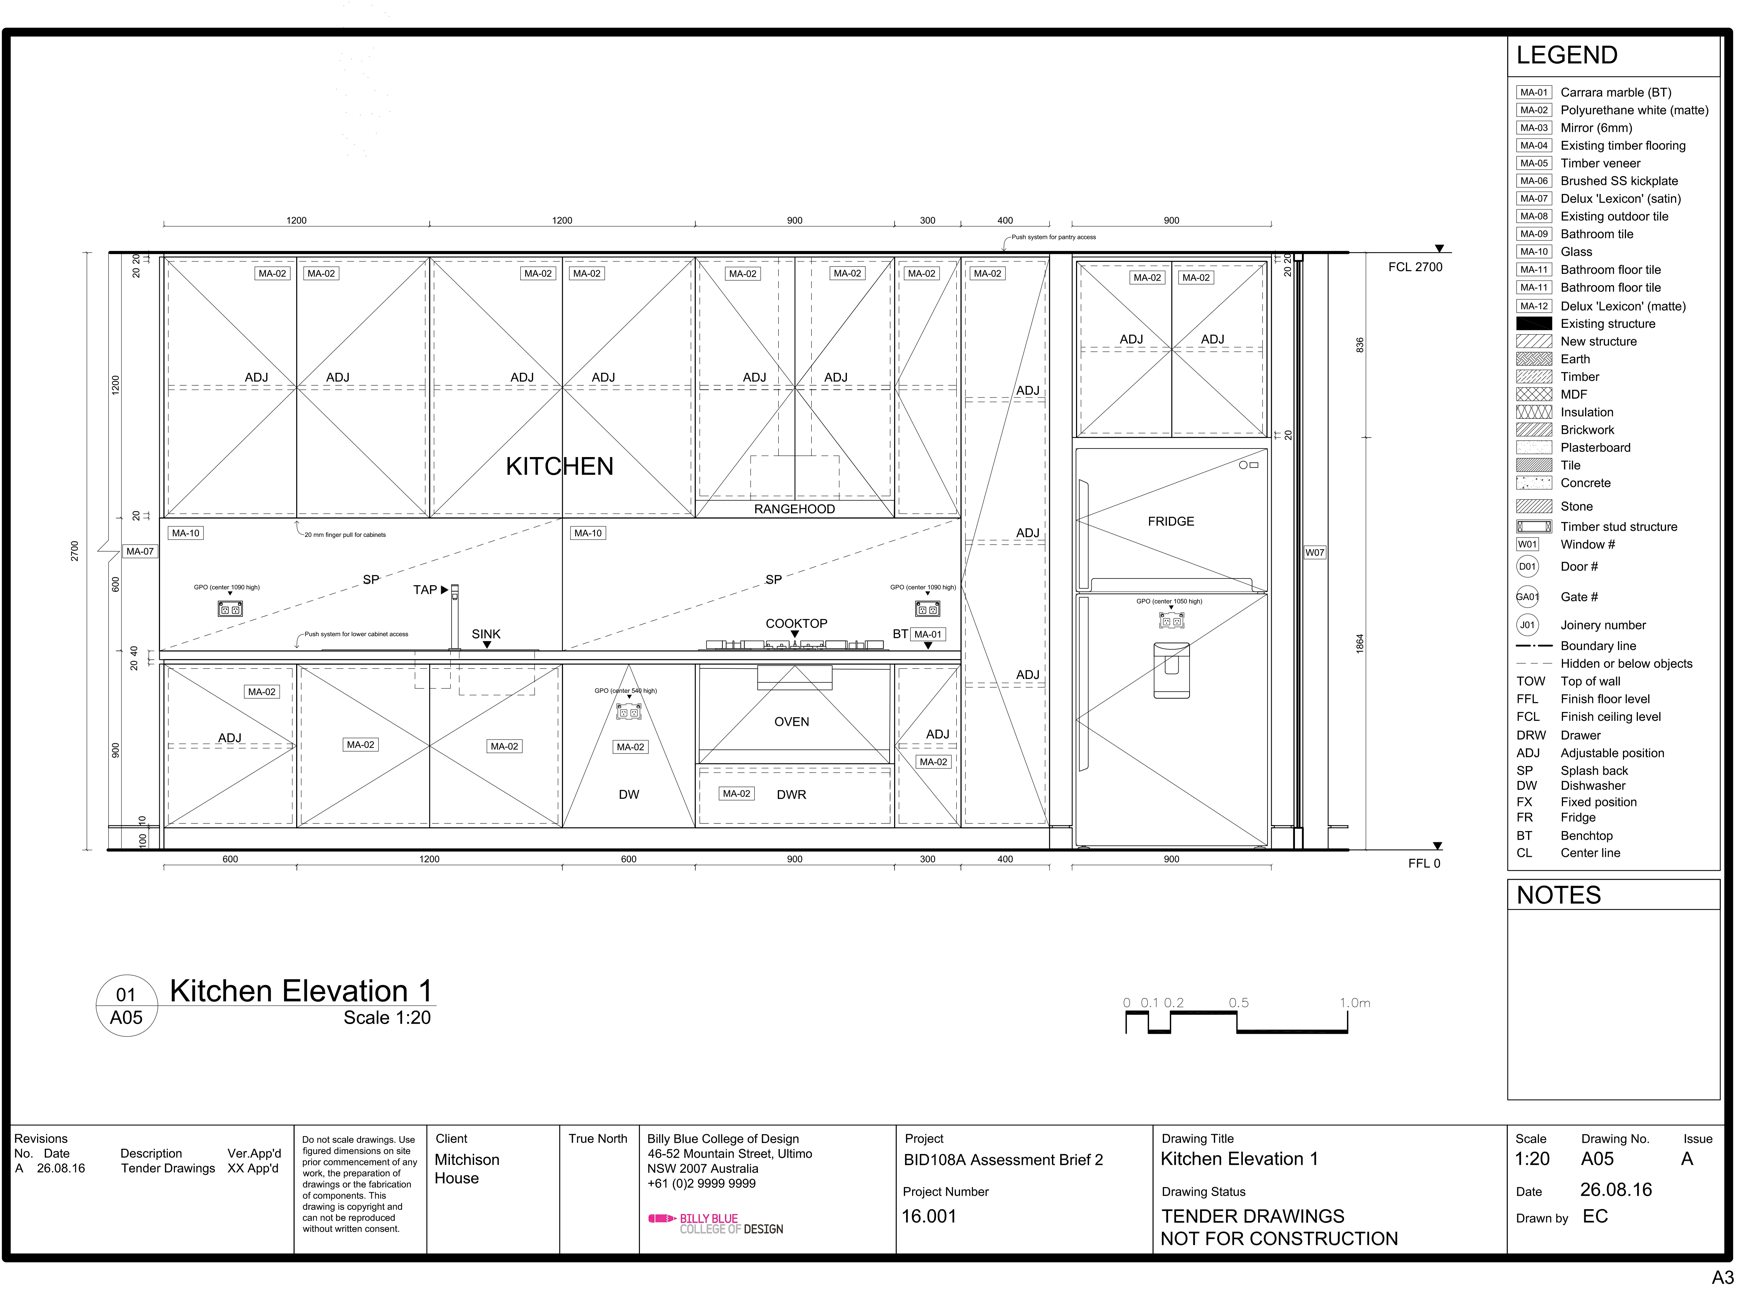 LEGEND
MA-01 Carrara marble (BT)
MA-02 Polyurethane white (matte)
MA-03 Mirror (6mm)
MA-04 Existing timber flooring
MA-05 Timber veneer
MA-06 Brushed SS kickplate
MA-07 Delux 'Lexicon' (satin)
MA-08 Existing outdoor tile
MA-09 Bathroom tile
MA-10 Glass
MA-11 Bathroom floor tile
MA-11 Bathroom floor tile
MA-12 Delux 'Lexicon' (matte)
Existing structure
New structure
Earth
Timber
MDF
Insulation
Brickwork
Plasterboard
Tile
Concrete
Stone
Timber stud structure
W01 Window #
D01 Door #
GA01 Gate #
J01 Joinery number
Boundary line
Hidden or below objects
TOW Top of wall
FFL Finish floor level
FCL Finish ceiling level
DRW Drawer
ADJ Adjustable position
SP Splash back
DW Dishwasher
FX Fixed position
FR Fridge
BT Benchtop
CL Center line
NOTES
1200 1200 900 300 400 900
Push system for pantry access
FCL 2700
20 20
20 20
MA-02 MA-02 MA-02 MA-02 MA-02 MA-02 MA-02 MA-02 MA-02 MA-02
836
ADJ ADJ
1200
ADJ ADJ ADJ ADJ ADJ ADJ ADJ
20
KITCHEN
RANGEHOOD
20
FRIDGE
MA-10 MA-10
20 mm finger pull for cabinets
ADJ
2700
MA-07
W07
600
SP SP
GPO (center 1090 high) GPO (center 1090 high)
TAP
GPO (center 1050 high)
COOKTOP
Push system for lower cabinet access
SINK
BT MA-01
20 40
1864
ADJ
MA-02
GPO (center 540 high)
OVEN
ADJ ADJ
MA-02 MA-02 MA-02
MA-02
900
DW
MA-02 DWR
10
100
600 1200 600 900 300 400 900
FFL 0
01
A05
Kitchen Elevation 1
Scale 1:20
0 0.1 0.2 0.5 1.0m
Revisions
No. Date Description Ver.App'd
A 26.08.16 Tender Drawings XX App'd
Do not scale drawings. Use
figured dimensions on site
prior commencement of any
work, the preparation of
drawings or the fabrication
of components. This
drawing is copyright and
can not be reproduced
without written consent.
Client
Mitchison
House
True North
Billy Blue College of Design
46-52 Mountain Street, Ultimo
NSW 2007 Australia
+61 (0)2 9999 9999
BILLY BLUE
COLLEGE OF DESIGN
Project
BID108A Assessment Brief 2
Project Number
16.001
Drawing Title
Kitchen Elevation 1
Drawing Status
TENDER DRAWINGS
NOT FOR CONSTRUCTION
Scale Drawing No. Issue
1:20 A05 A
Date 26.08.16
Drawn by EC
A3